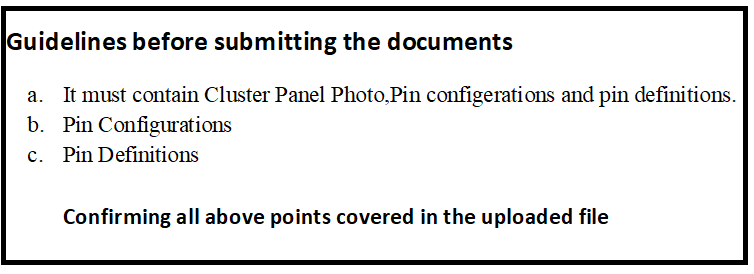 Guidelines before submitting the documents
a. It must contain Cluster Panel Photo,Pin configerations and pin definitions.
b. Pin Configurations
c. Pin Definitions
Confirming all above points covered in the uploaded file